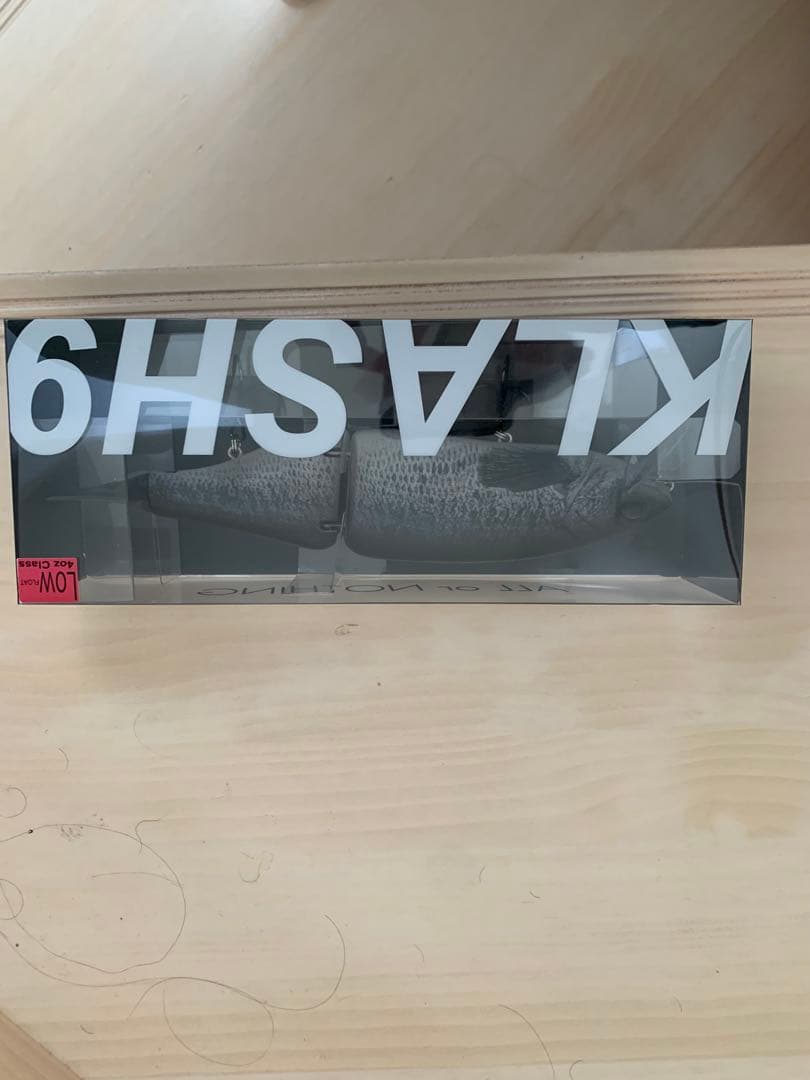 KLASH9
ALL or NOTHING
LOW FLOAT
4oz Class